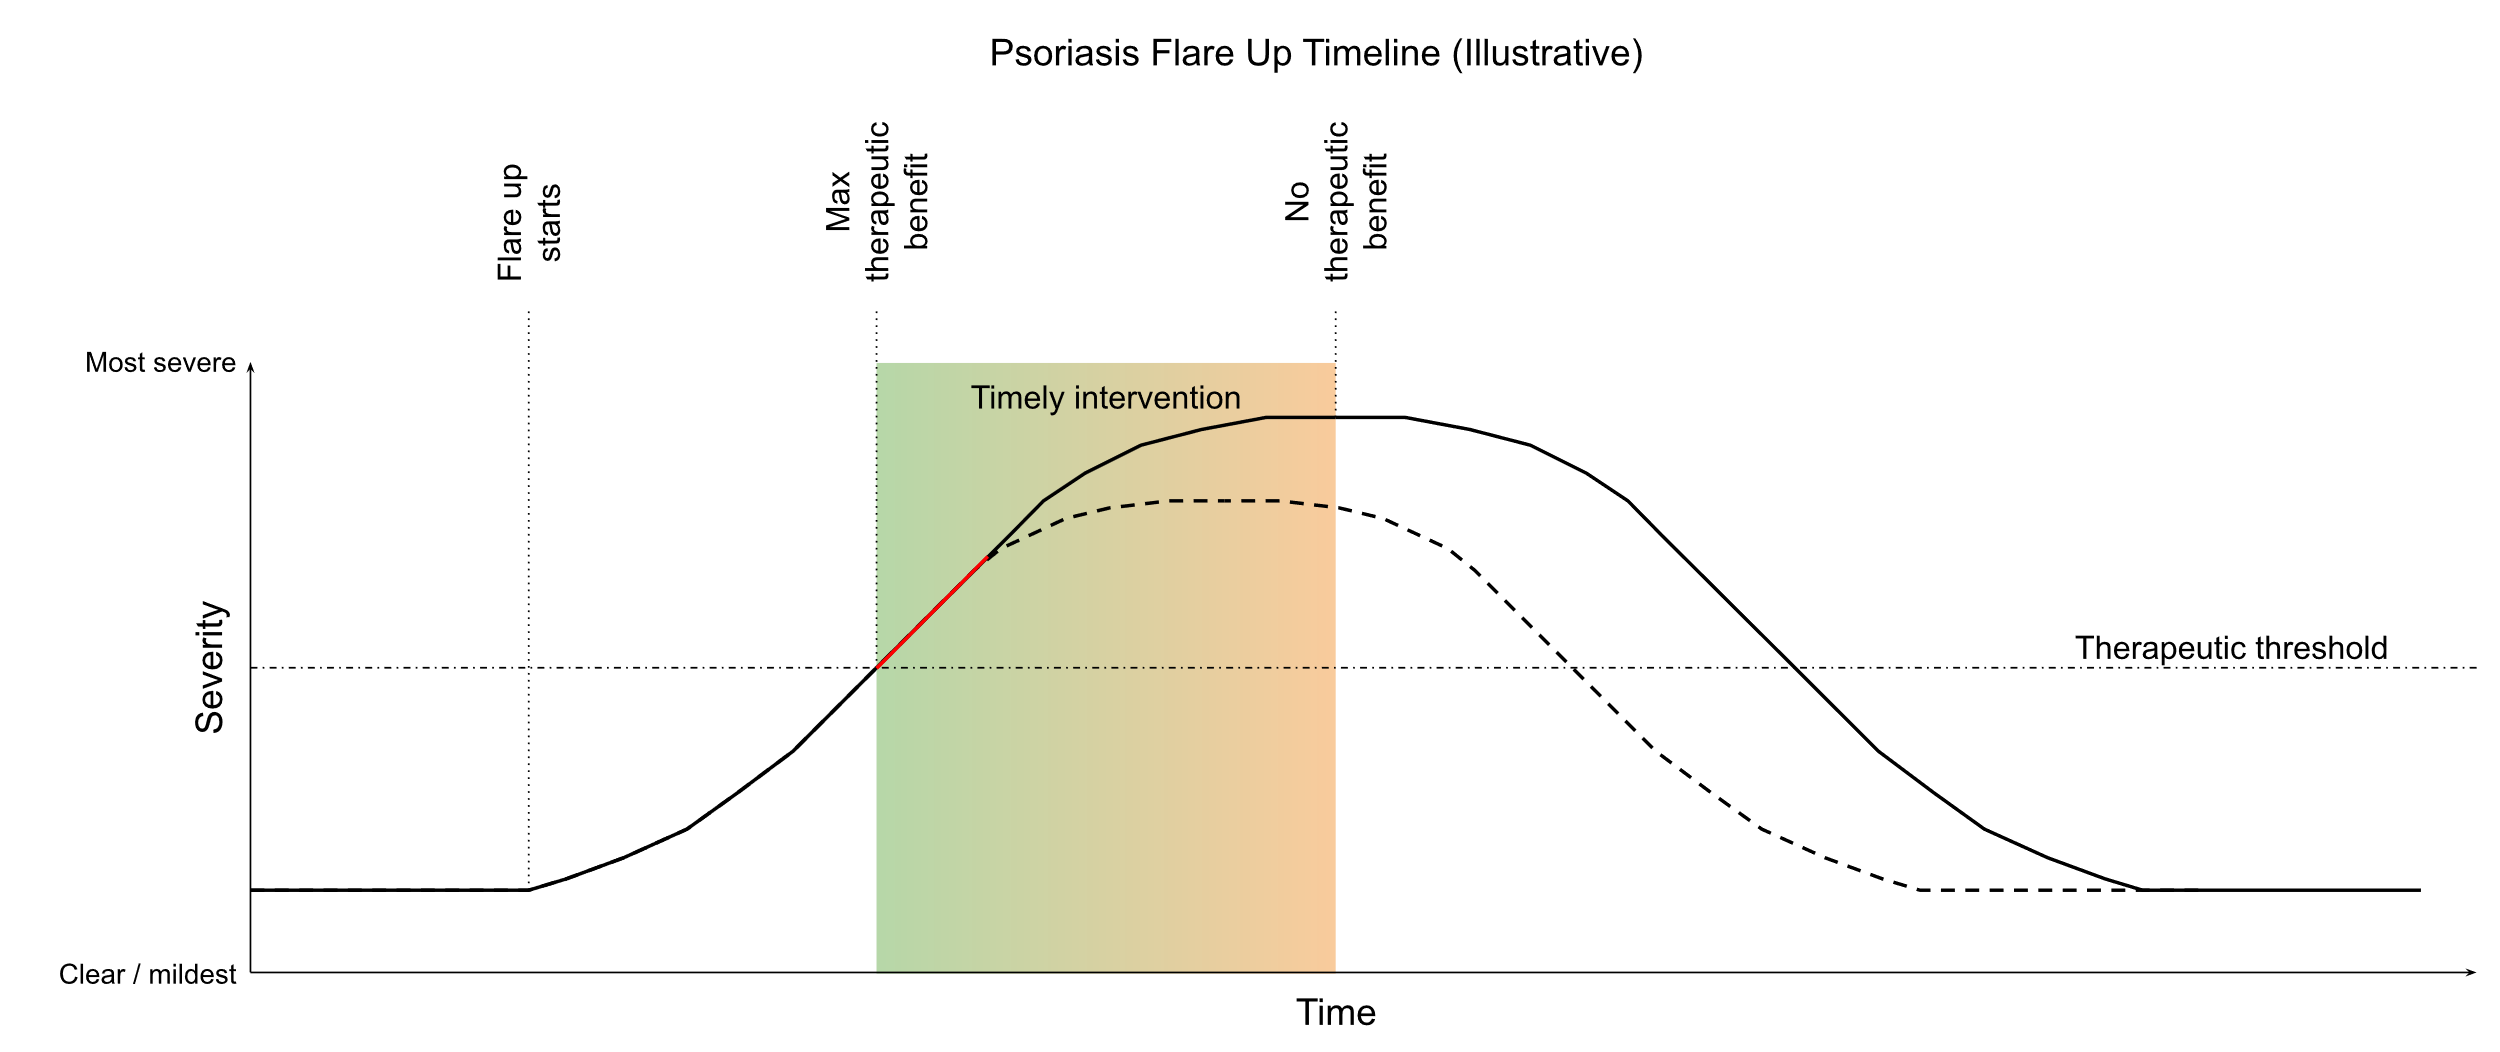 Psoriasis Flare Up Timeline (Illustrative)
Flare up
starts
Max
therapeutic
benefit
No
therapeutic
benefit
Most severe
Timely intervention
Severity
Therapeutic threshold
Clear / mildest
Time